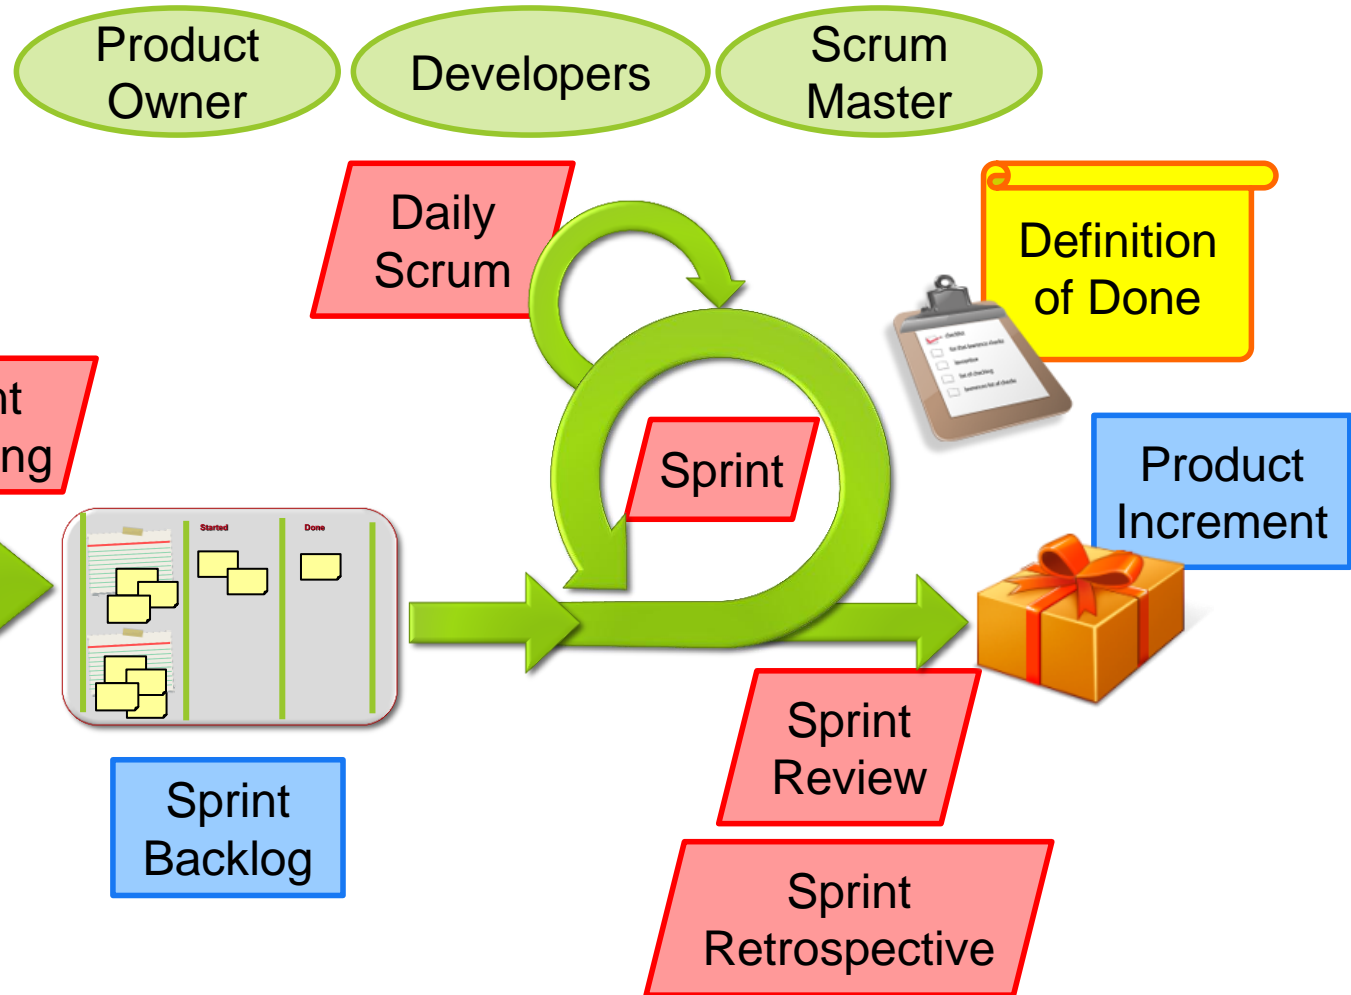 Product
Owner
Developers
Scrum
Master
Daily
Scrum
Definition
of Done
checklist
nt
ng
Sprint
Product
Increment
Started
Done
Sprint
Review
Sprint
Backlog
Sprint
Retrospective